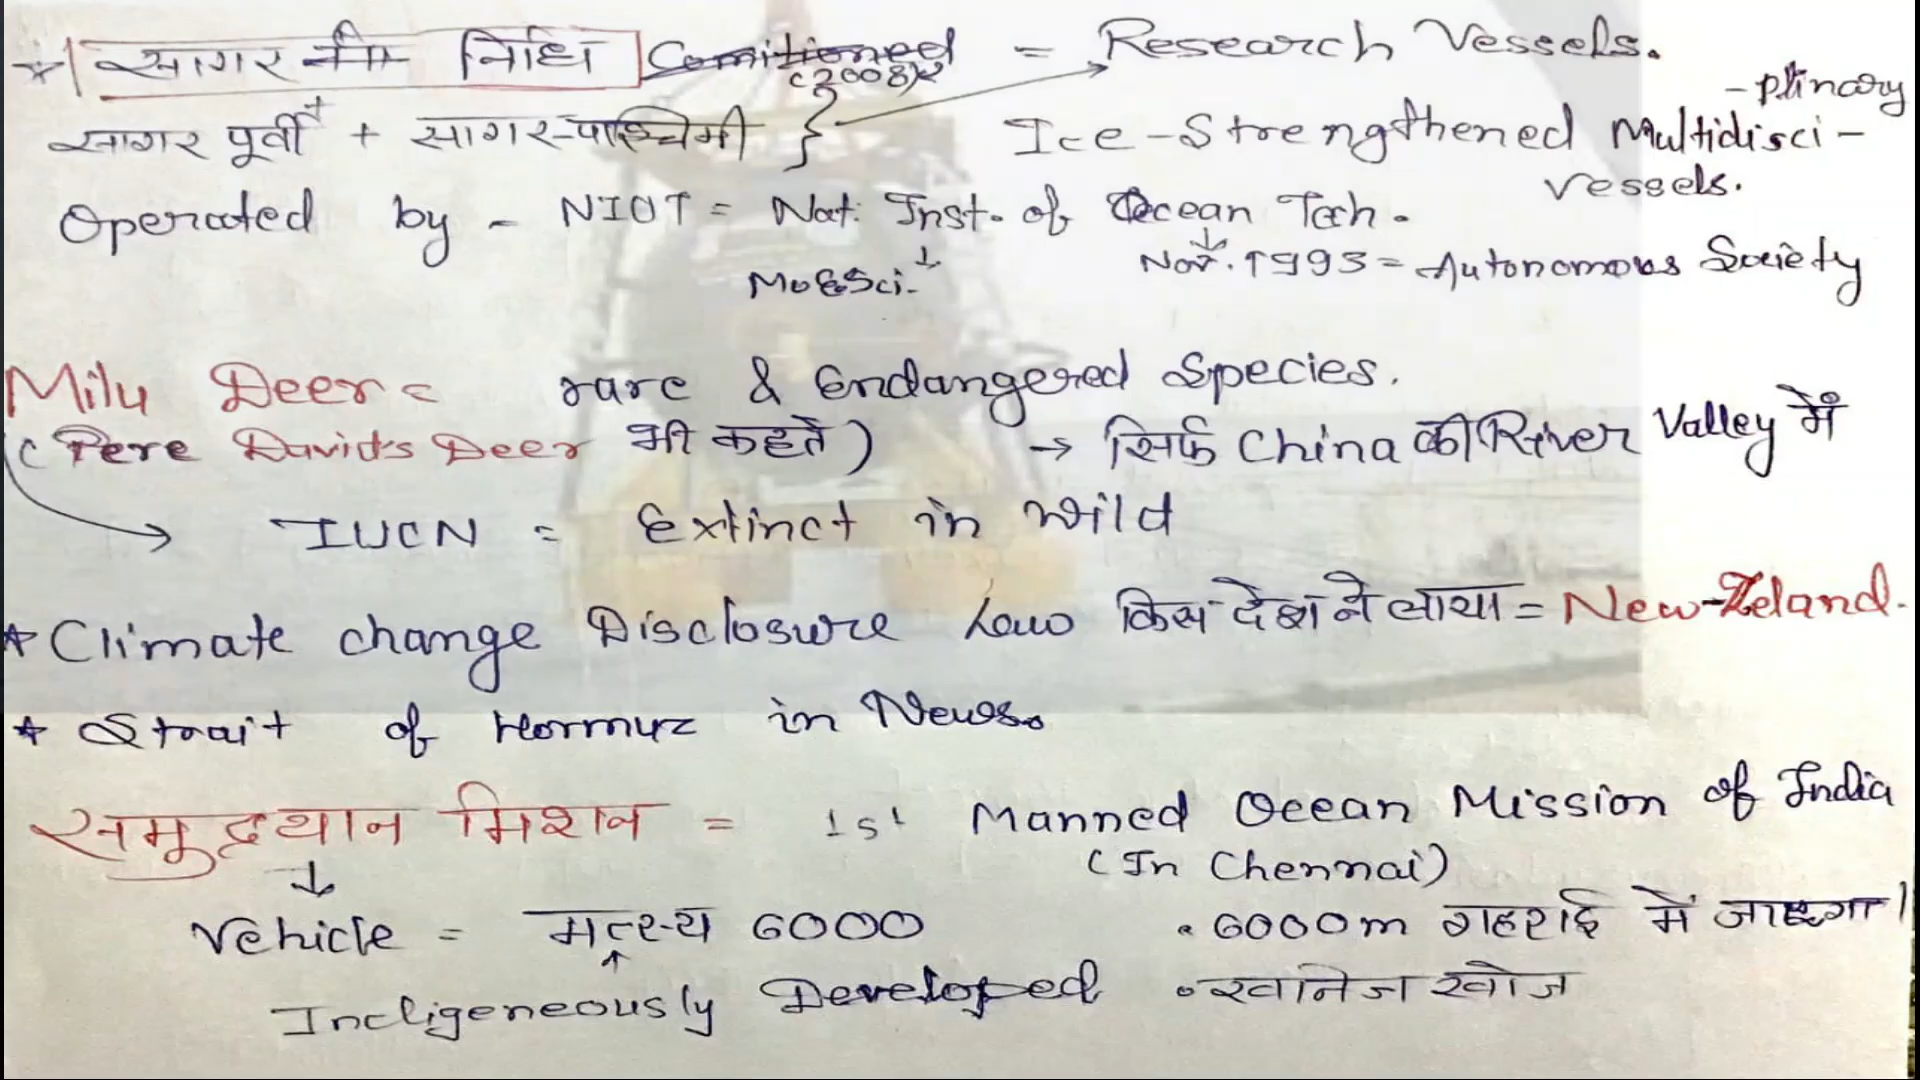 * सागर निधि Comitioned = Research Vessels.
(2008)
सागर पूर्वी + सागर-पश्चिमी } Ice-Strengthened Multidisci-
-plinary
Vessels.
Operated by - NIOT = Nat. Inst. of Ocean Tech.
MoESci. Nov. 1993 = Autonomous Society
Milu Deer = rare & Endangered Species.
(Pere David's Deer भी कहते) → सिर्फ China की River Valley में
→ IUCN = Extinct in Wild
* Climate change Disclosure Law किस देश ने लाया = New-Zeland.
* Strait of Hormuz in News.
समुद्रयान मिशन = 1st Manned Ocean Mission of India
(In Chennai)
Vehicle = मत्स्य 6000 • 6000m गहराई में जाएगा।
Indigeneously Developed • खनिज खोज